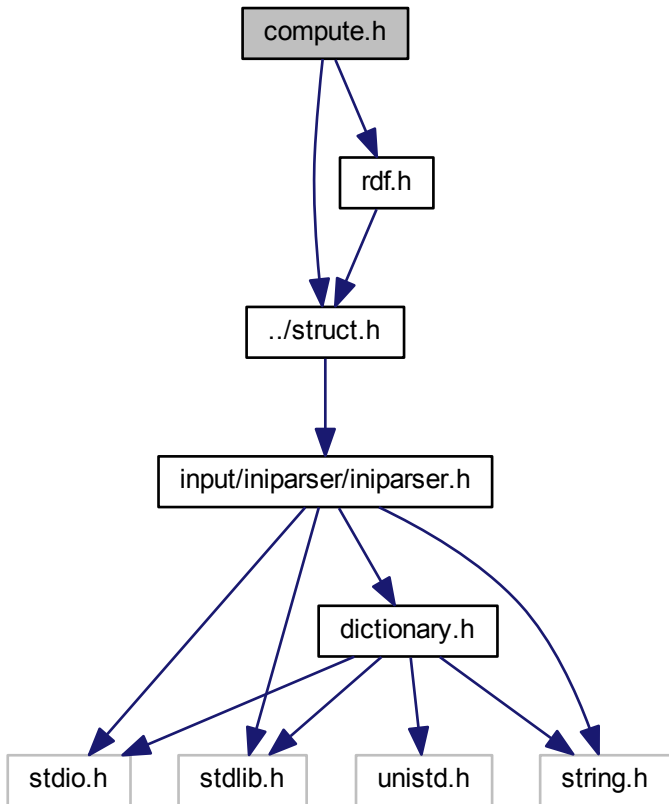 compute.h
rdf.h
../struct.h
input/iniparser/iniparser.h
dictionary.h
stdio.h
stdlib.h
unistd.h
string.h